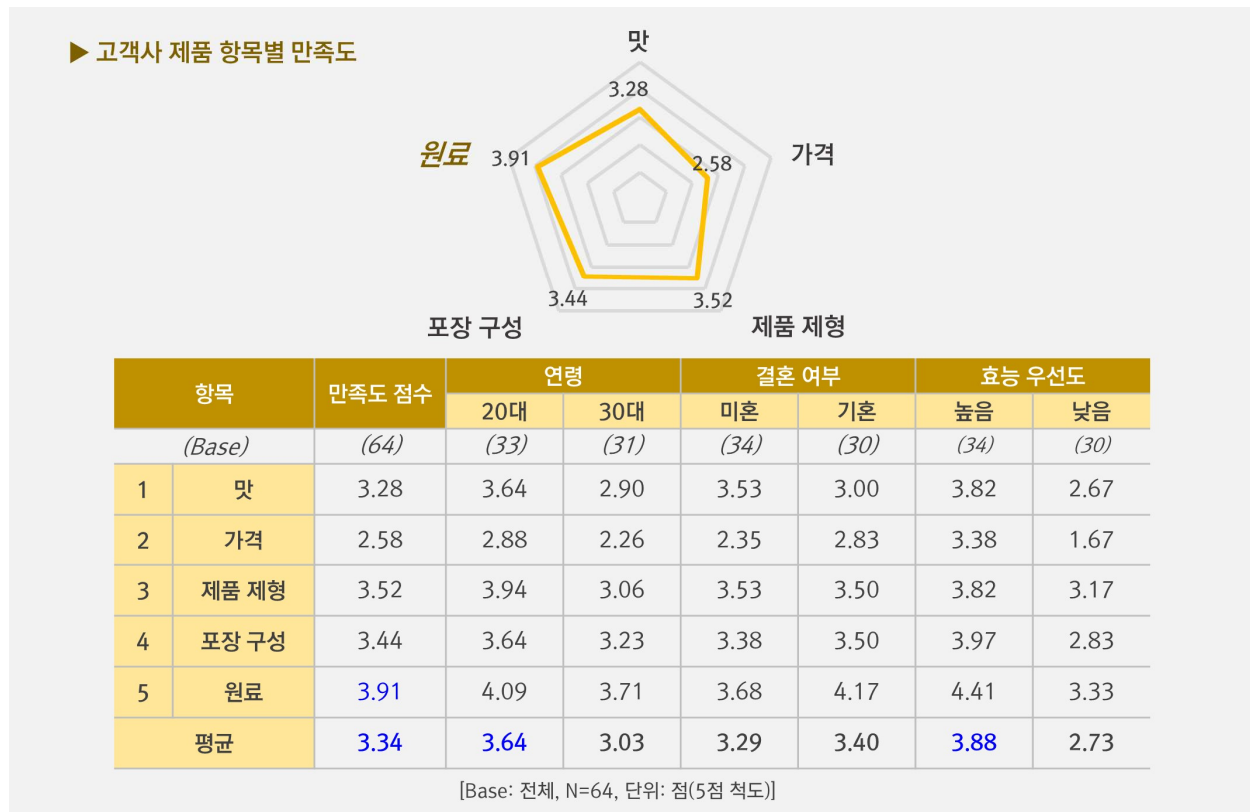 ▶ 고객사 제품 항목별 만족도
맛
3.28
원료
3.91
2.58
가격
3.44
3.52
포장 구성
제품 제형
항목 만족도 점수 연령 결혼 여부 효능 우선도
20대 30대 미혼 기혼 높음 낮음
(Base) (64) (33) (31) (34) (30) (34) (30)
1 맛 3.28 3.64 2.90 3.53 3.00 3.82 2.67
2 가격 2.58 2.88 2.26 2.35 2.83 3.38 1.67
3 제품 제형 3.52 3.94 3.06 3.53 3.50 3.82 3.17
4 포장 구성 3.44 3.64 3.23 3.38 3.50 3.97 2.83
5 원료 3.91 4.09 3.71 3.68 4.17 4.41 3.33
평균 3.34 3.64 3.03 3.29 3.40 3.88 2.73
[Base: 전체, N=64, 단위: 점(5점 척도)]